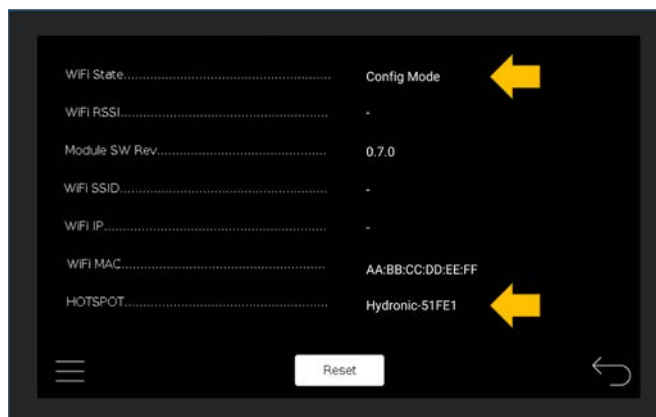 WiFi State.................................................... Config Mode
WiFi RSSI..................................................... -
Module SW Rev........................................... 0.7.0
WiFi SSID..................................................... -
WiFi IP......................................................... -
WiFi MAC.................................................... AA:BB:CC:DD:EE:FF
HOTSPOT.................................................... Hydronic-51FE1
Reset